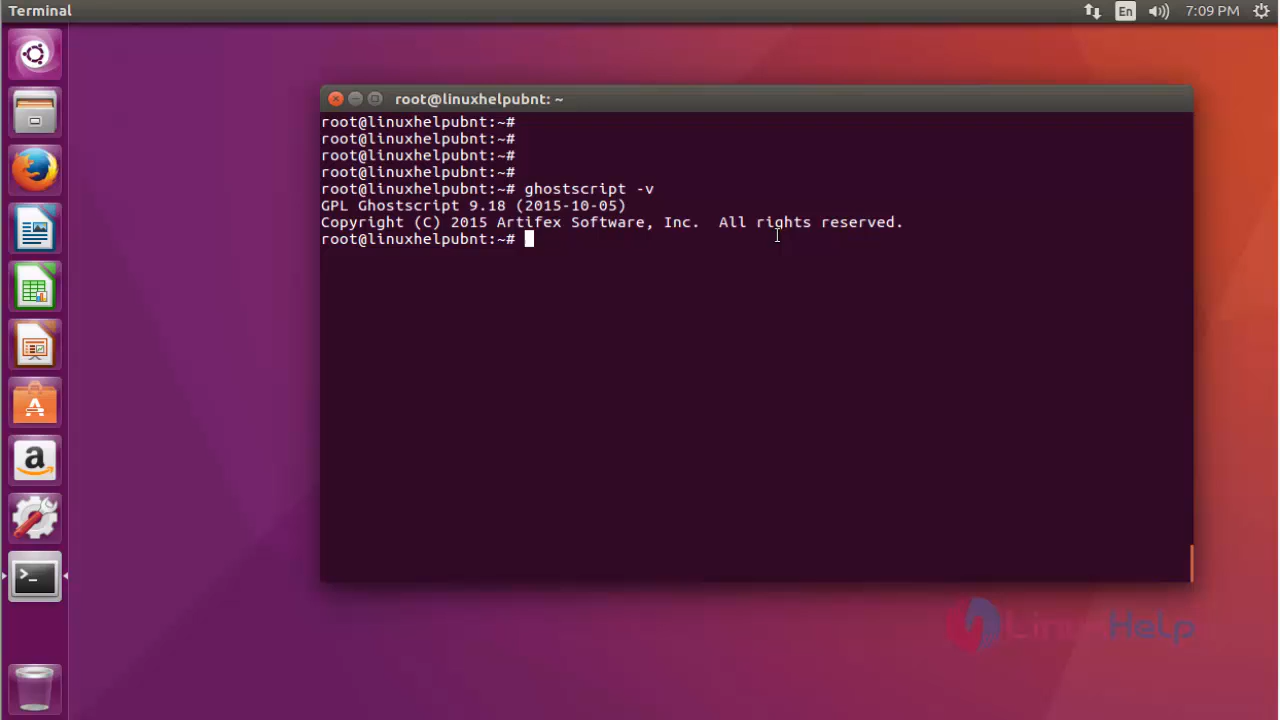 Terminal
En
7:09 PM
root@linuxhelpubnt: ~
root@linuxhelpubnt:~#
root@linuxhelpubnt:~#
root@linuxhelpubnt:~#
root@linuxhelpubnt:~#
root@linuxhelpubnt:~# ghostscript -v
GPL Ghostscript 9.18 (2015-10-05)
Copyright (C) 2015 Artifex Software, Inc.  All rights reserved.
root@linuxhelpubnt:~#
LinuxHelp